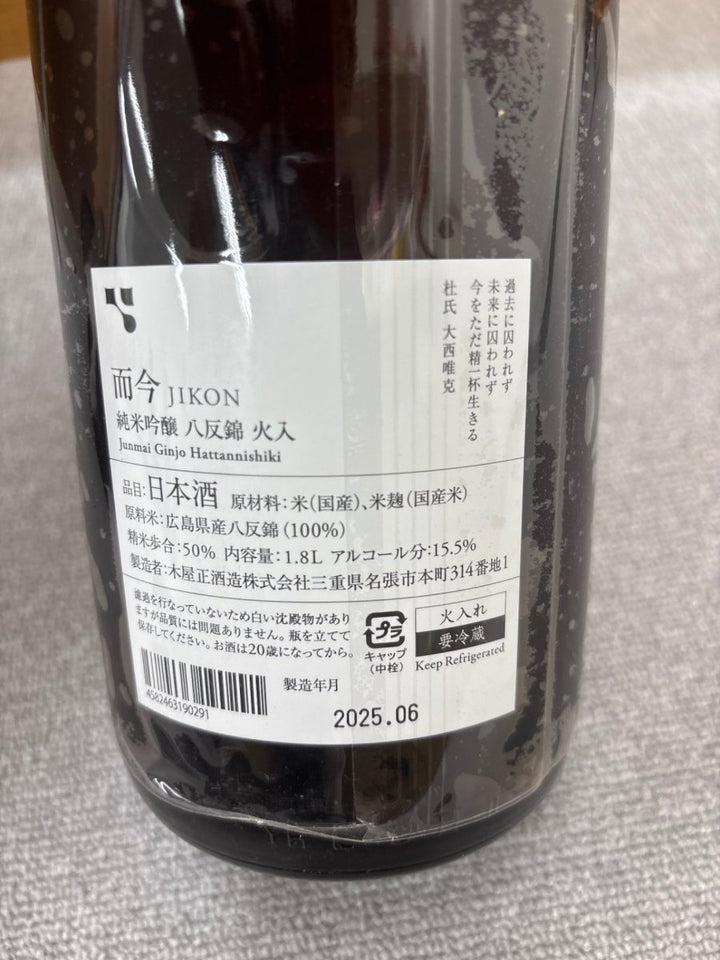 過去に囚われず
未来に囚われず
今をただ精一杯生きる
杜氏 大西唯克
而今 JIKON
純米吟醸 八反錦 火入
Junmai Ginjo Hattannishiki
品目:日本酒 原材料:米(国産)、米麹(国産米)
原料米:広島県産八反錦(100%)
精米歩合:50% 内容量:1.8L アルコール分:15.5%
製造者:木屋正酒造株式会社三重県名張市本町314番地1
濾過を行なっていないため白い沈殿物があり
ますが品質には問題ありません。瓶を立てて
保存してください。お酒は20歳になってから。
プラ
キャップ
(中栓)
火入れ
要冷蔵
Keep Refrigerated
4582463190291
製造年月
2025.06